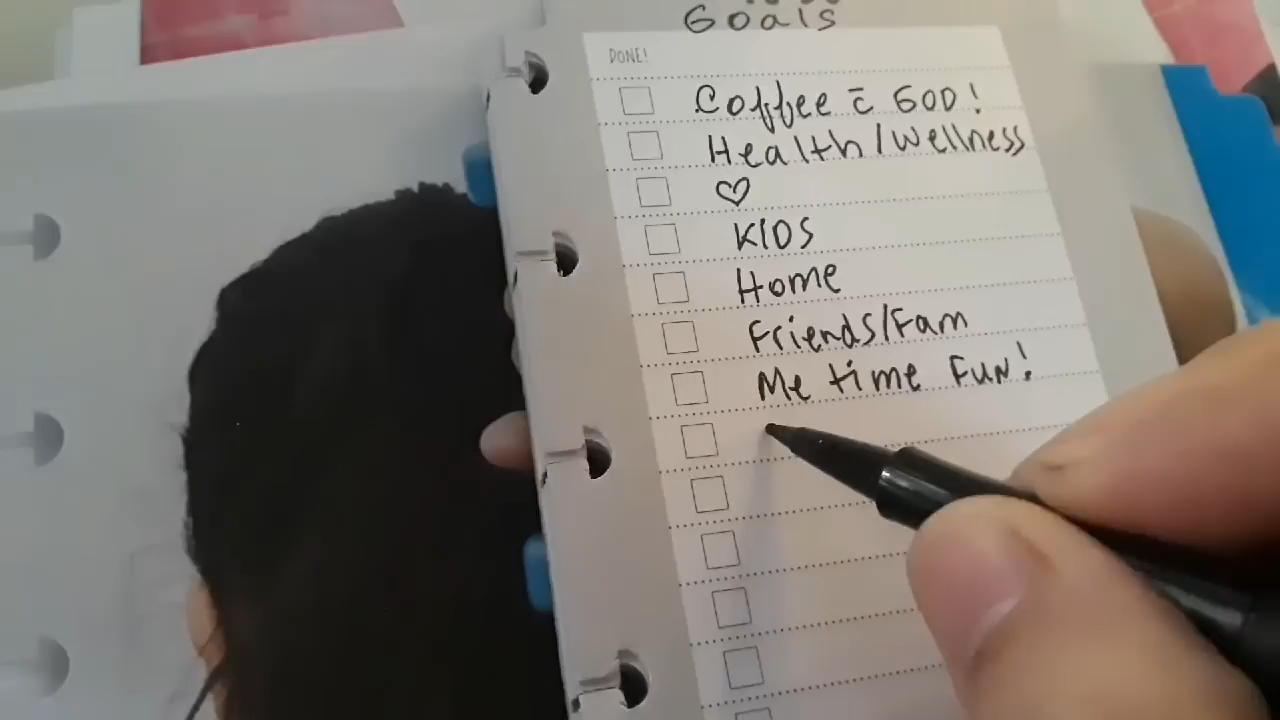 Goals
DONE!
Coffee c̄ GOD!
Health/Wellness
♡
KIDS
Home
Friends/Fam
Me time Fun!